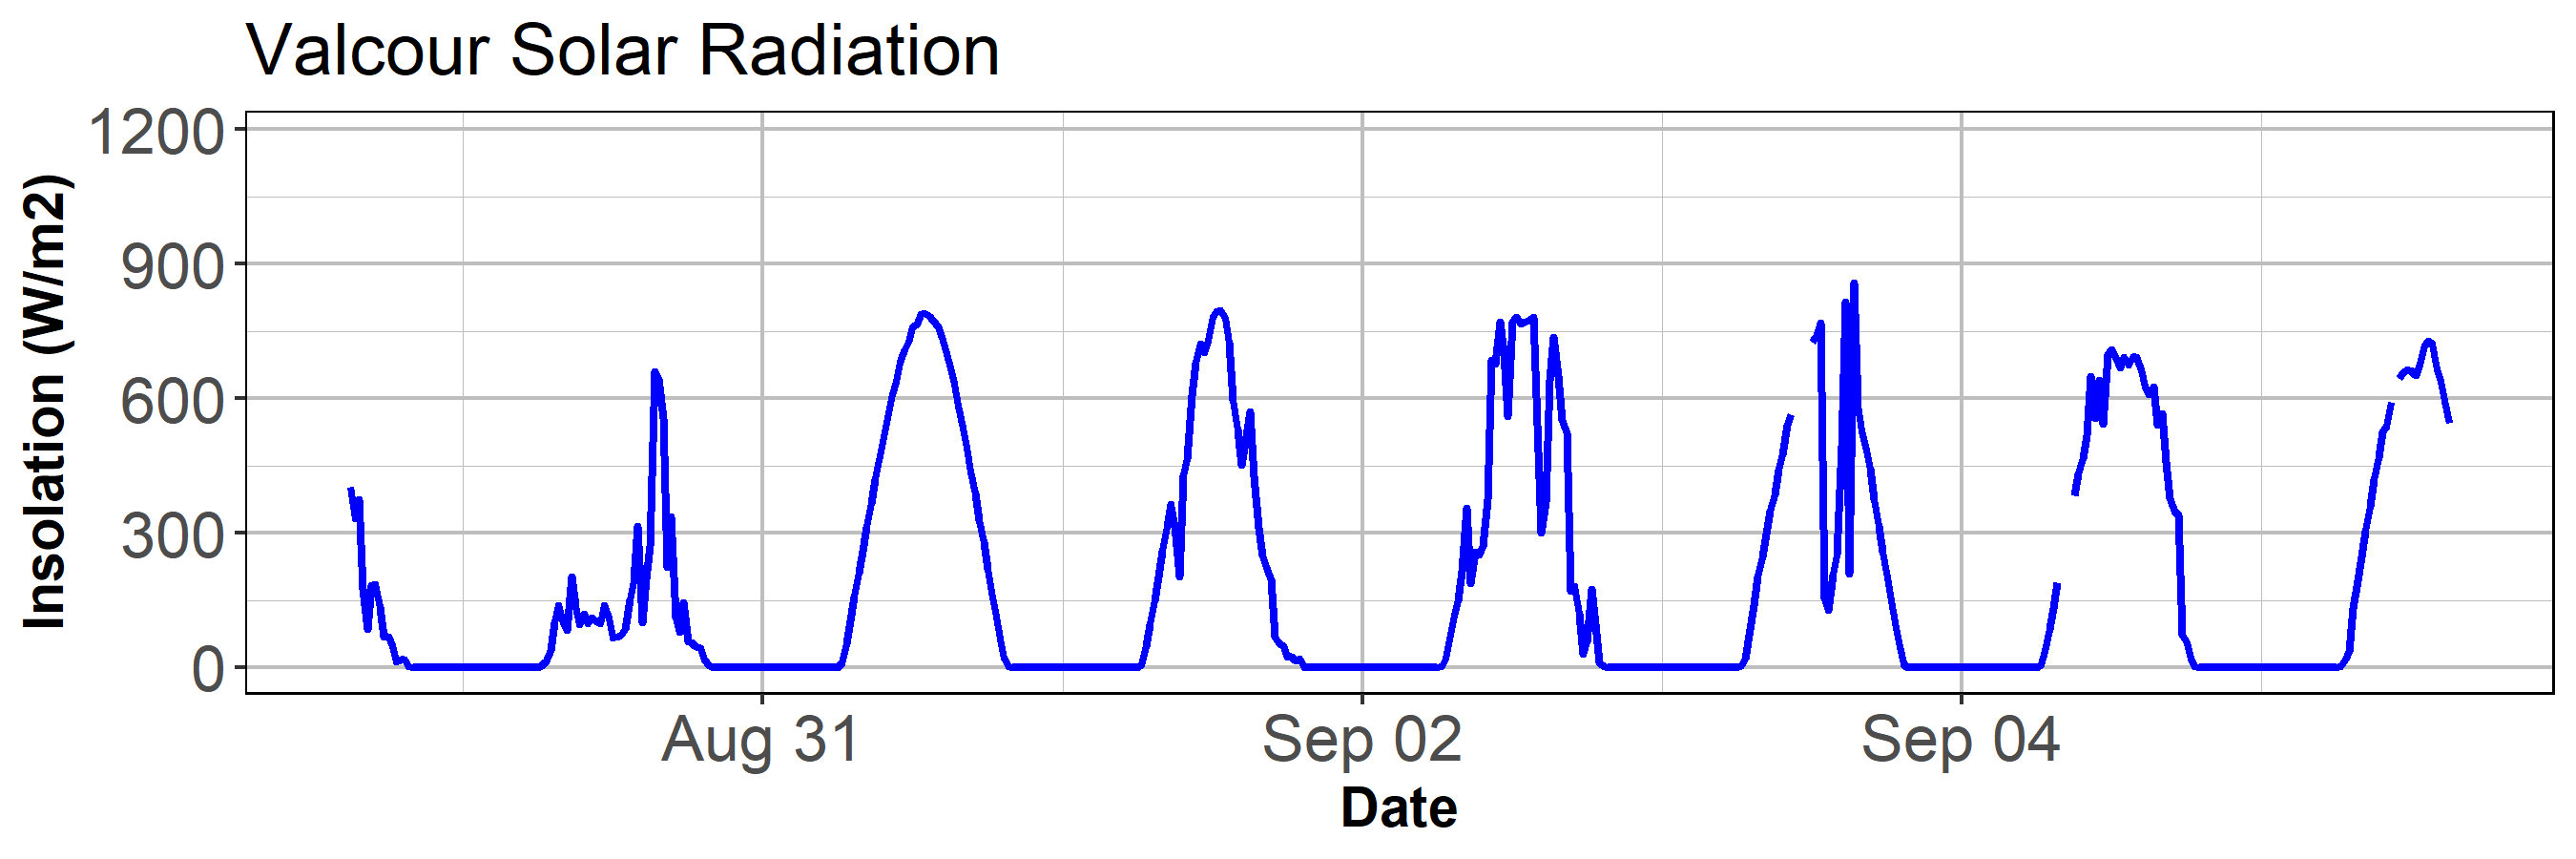 Valcour Solar Radiation
1200
900
600
300
0
Insolation (W/m2)
Aug 31
Sep 02
Sep 04
Date